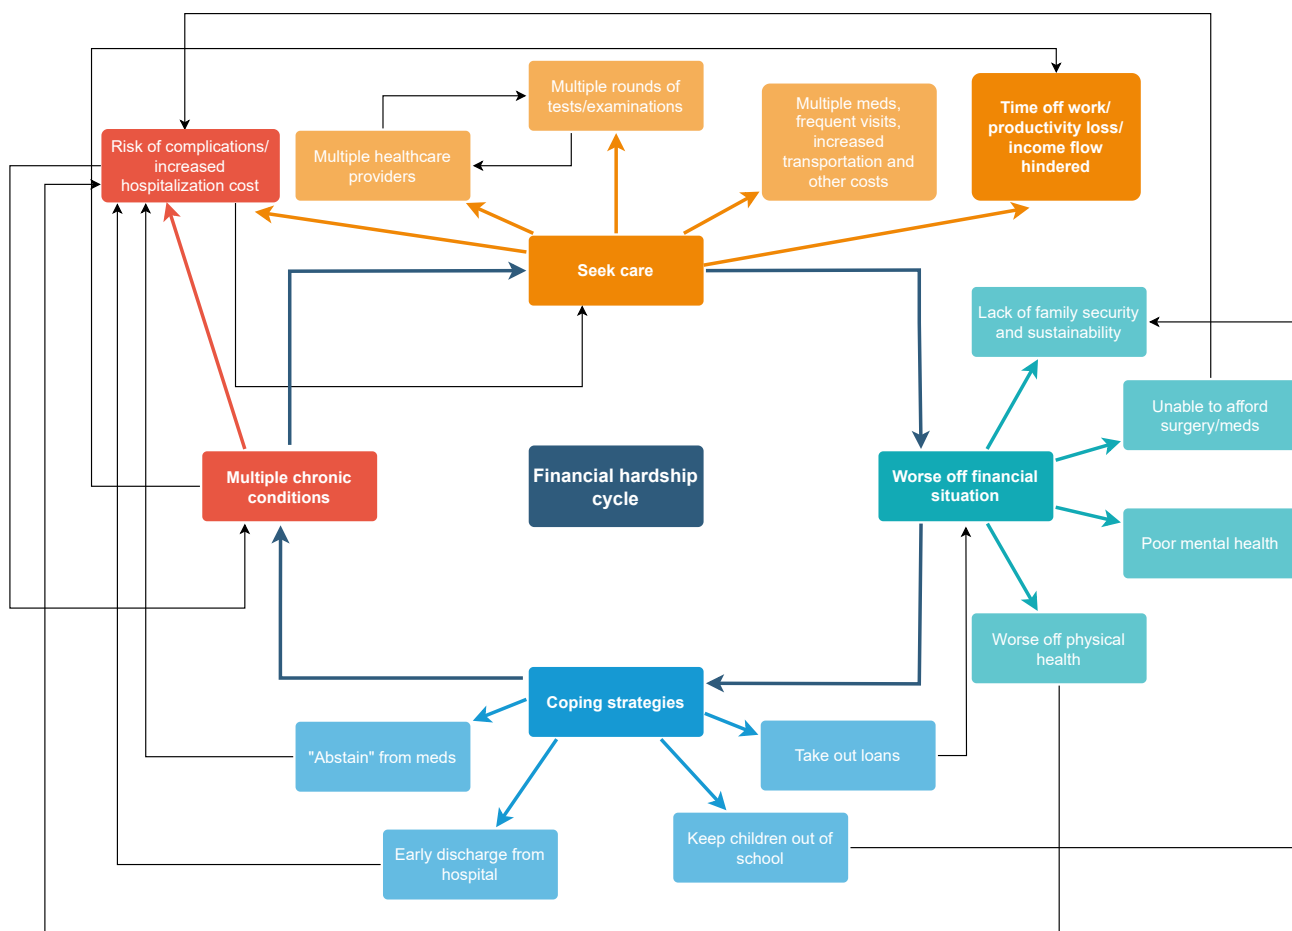 Multiple rounds of
tests/examinations
Multiple meds,
frequent visits,
increased
transportation and
other costs
Time off work/
productivity loss/
income flow
hindered
Risk of complications/
increased
hospitalization cost
Multiple healthcare
providers
Seek care
Lack of family security
and sustainability
Unable to afford
surgery/meds
Multiple chronic
conditions
Financial hardship
cycle
Worse off financial
situation
Poor mental health
Worse off physical
health
Coping strategies
"Abstain" from meds
Take out loans
Early discharge from
hospital
Keep children out of
school